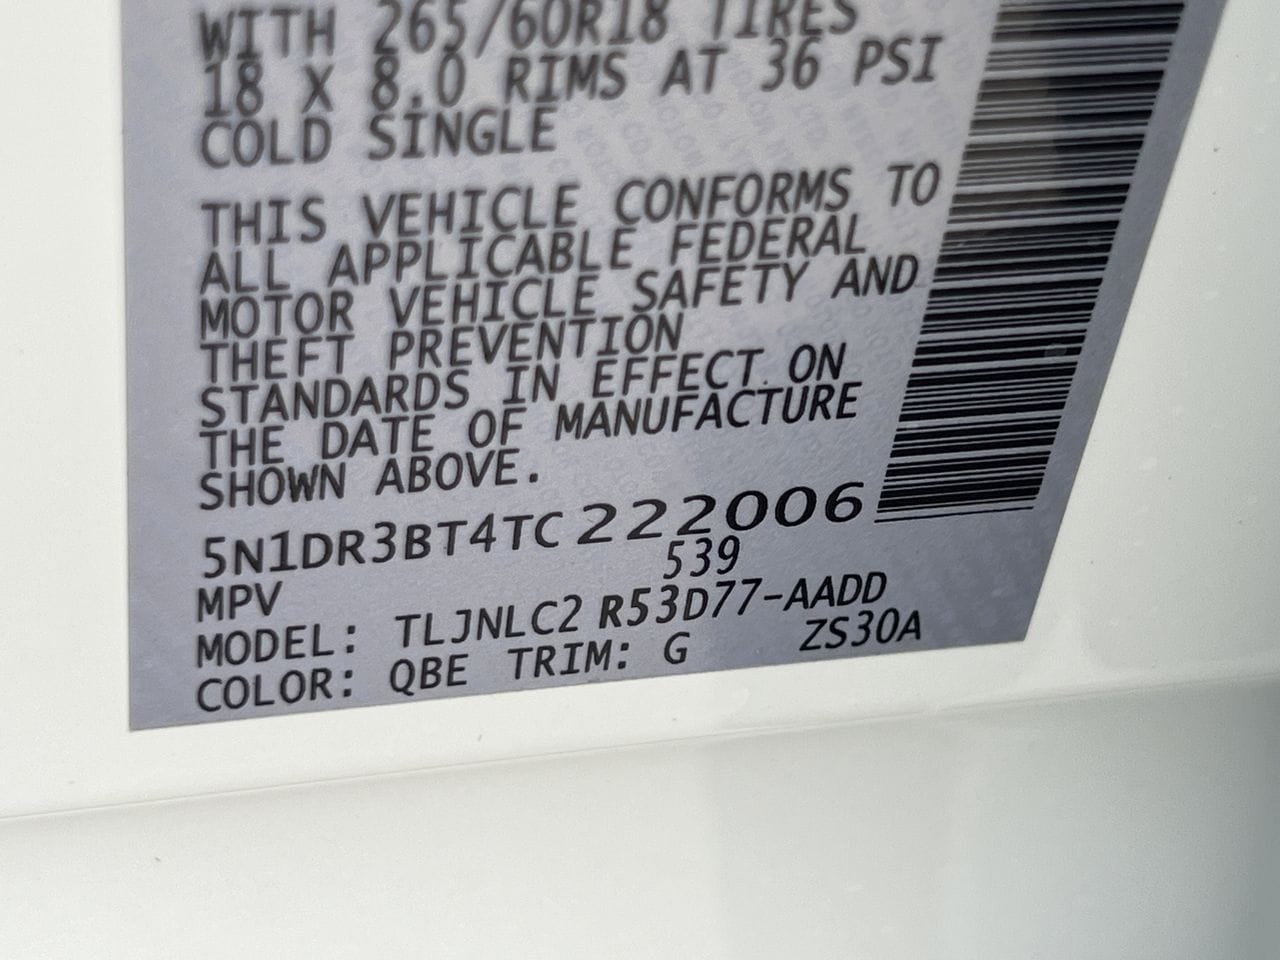 WITH 265/60R18 TIRES
18 X 8.0 RIMS AT 36 PSI
COLD SINGLE
THIS VEHICLE CONFORMS TO
ALL APPLICABLE FEDERAL
MOTOR VEHICLE SAFETY AND
THEFT PREVENTION
STANDARDS IN EFFECT ON
THE DATE OF MANUFACTURE
SHOWN ABOVE.
5N1DR3BT4TC222006
MPV 539
MODEL: TLJNLC2 R53D77-AADD
COLOR: QBE TRIM: G ZS30A